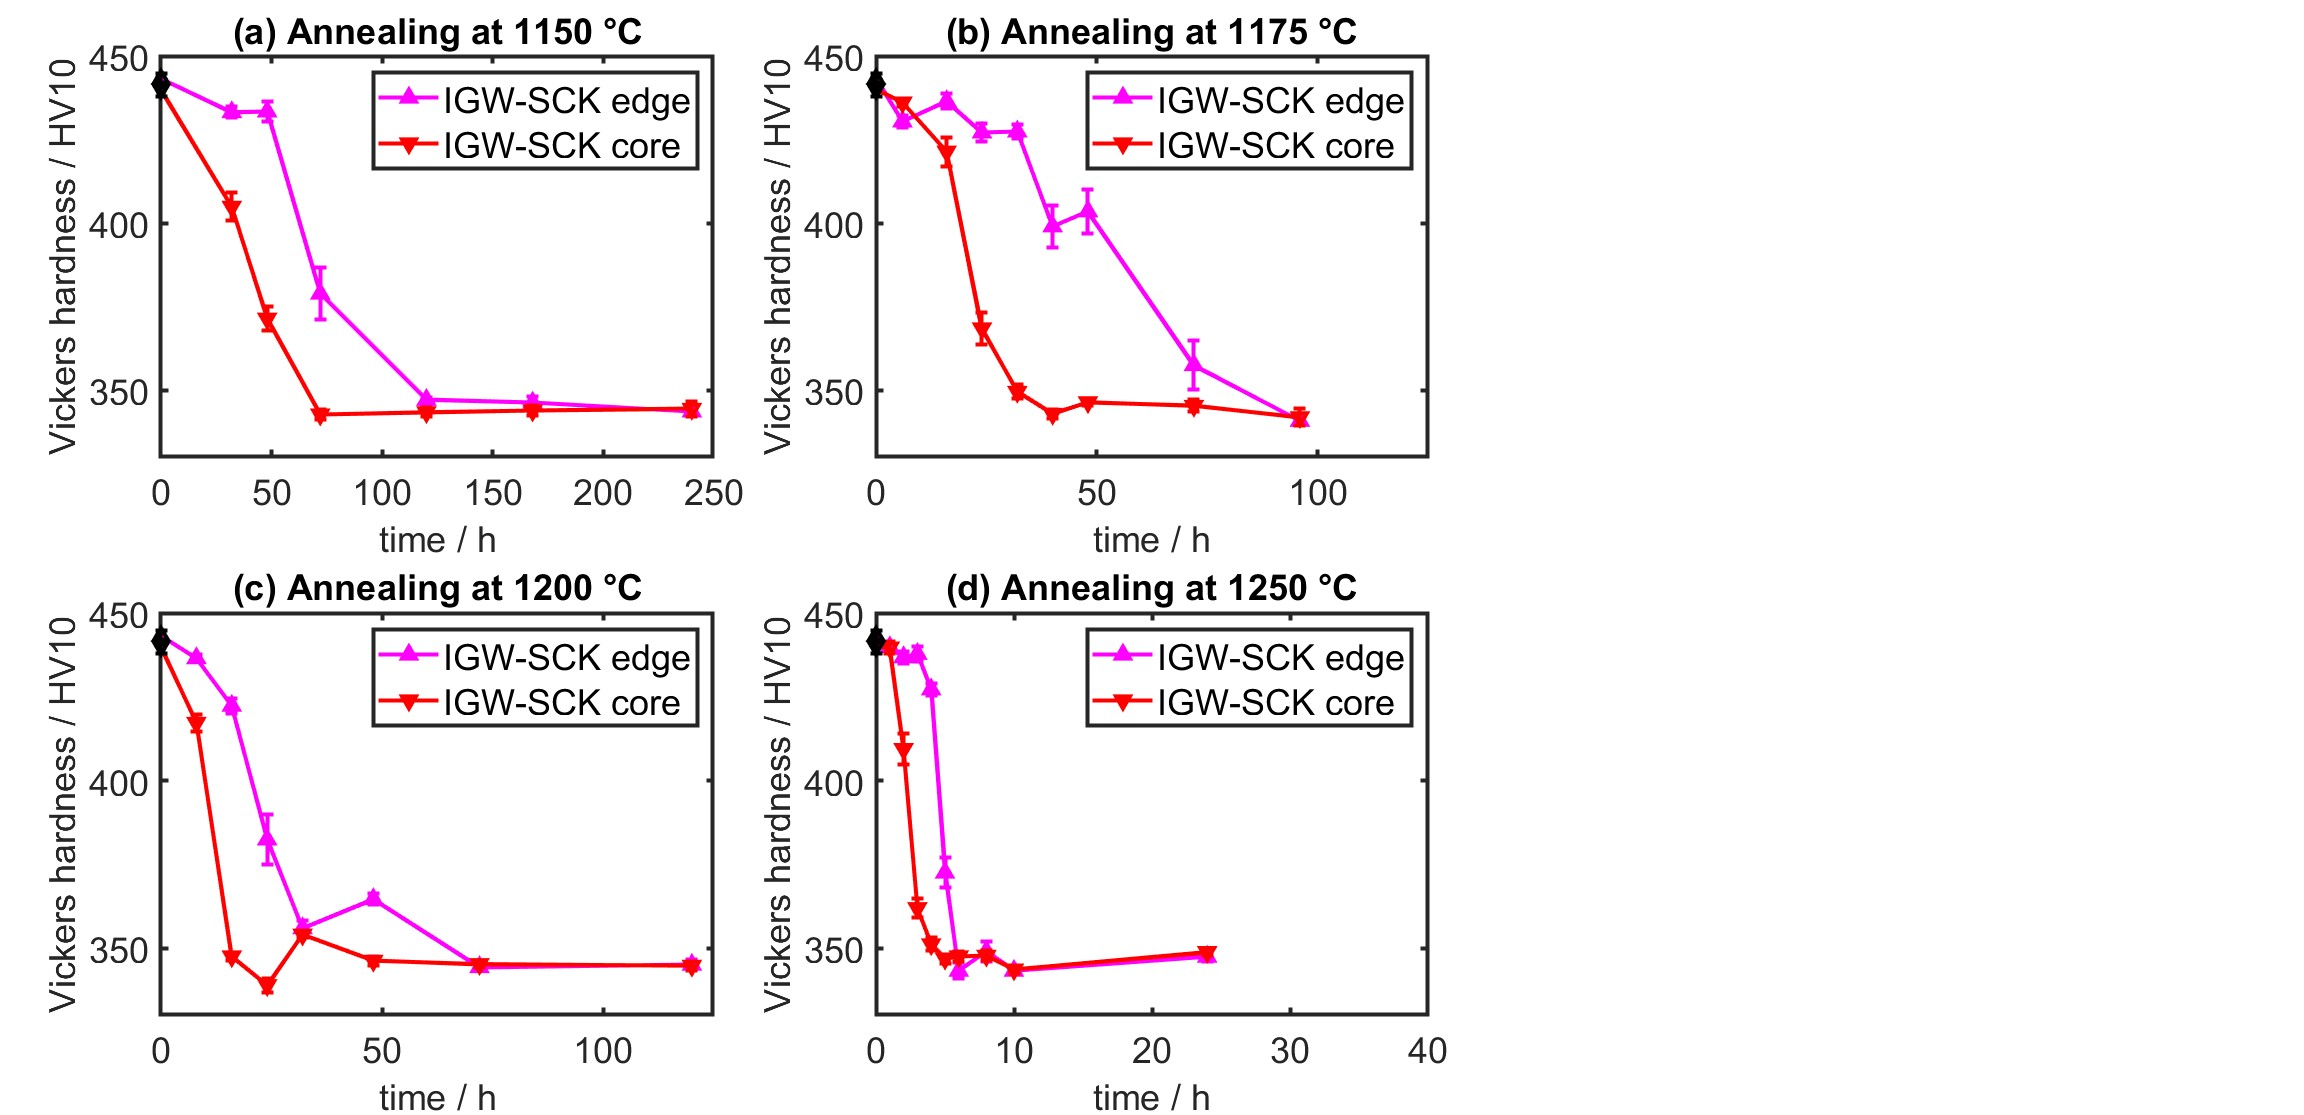 (a) Annealing at 1150 °C
Vickers hardness / HV10
450
400
350
IGW-SCK edge
IGW-SCK core
0 50 100 150 200 250
time / h
(b) Annealing at 1175 °C
Vickers hardness / HV10
450
400
350
IGW-SCK edge
IGW-SCK core
0 50 100
time / h
(c) Annealing at 1200 °C
Vickers hardness / HV10
450
400
350
IGW-SCK edge
IGW-SCK core
0 50 100
time / h
(d) Annealing at 1250 °C
Vickers hardness / HV10
450
400
350
IGW-SCK edge
IGW-SCK core
0 10 20 30 40
time / h